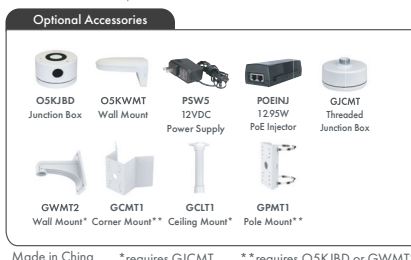 Optional Accessories
O5KJBD
Junction Box
O5KWMT
Wall Mount
PSW5
12VDC
Power Supply
POEINJ
12.95W
PoE Injector
GJCMT
Threaded
Junction Box
GWMT2
Wall Mount*
GCMT1
Corner Mount**
GCLT1
Ceiling Mount*
GPMT1
Pole Mount**
Made in China *requires GJCMT **requires O5KJBD or GWMT